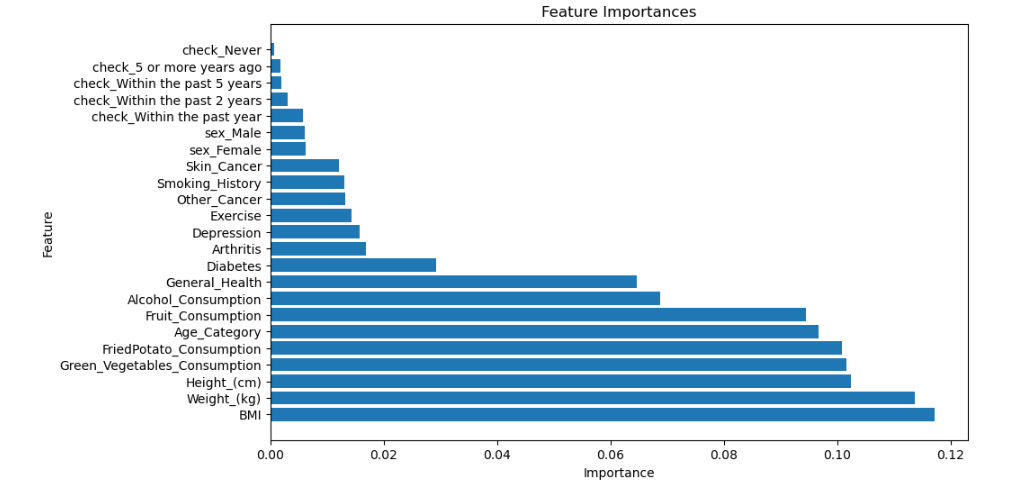 Feature Importances
check_Never
check_5 or more years ago
check_Within the past 5 years
check_Within the past 2 years
check_Within the past year
sex_Male
sex_Female
Skin_Cancer
Smoking_History
Other_Cancer
Exercise
Depression
Arthritis
Diabetes
General_Health
Alcohol_Consumption
Fruit_Consumption
Age_Category
FriedPotato_Consumption
Green_Vegetables_Consumption
Height_(cm)
Weight_(kg)
BMI
Feature
0.00 0.02 0.04 0.06 0.08 0.10 0.12
Importance